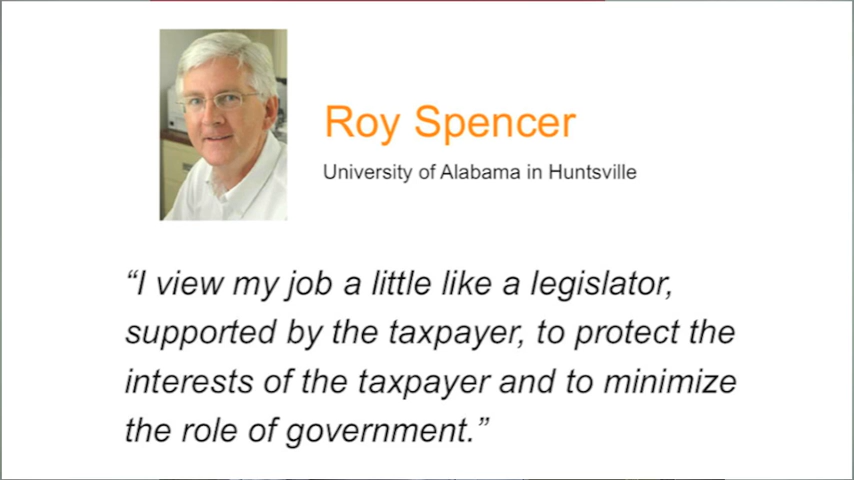 Roy Spencer
University of Alabama in Huntsville
“I view my job a little like a legislator,
supported by the taxpayer, to protect the
interests of the taxpayer and to minimize
the role of government.”